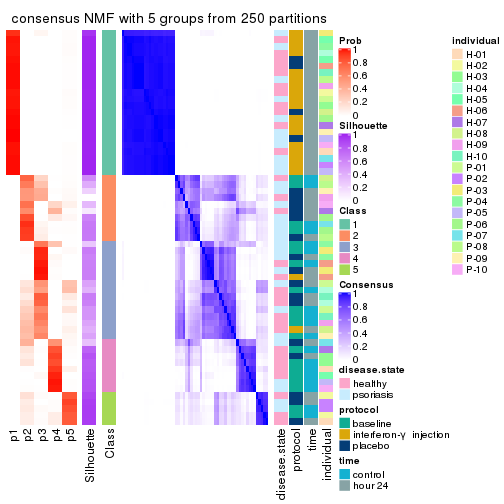 consensus NMF with 5 groups from 250 partitions
p1
p2
p3
p4
p5
Silhouette
Class
disease.state
protocol
time
individual
Prob
1
0.8
0.6
0.4
0.2
0
Silhouette
1
0.8
0.6
0.4
0.2
0
Class
1
2
3
4
5
Consensus
1
0.8
0.6
0.4
0.2
0
disease.state
healthy
psoriasis
protocol
baseline
interferon-γ injection
placebo
time
control
hour 24
individual
H-01
H-02
H-03
H-04
H-05
H-06
H-07
H-08
H-09
H-10
P-01
P-02
P-03
P-04
P-05
P-06
P-07
P-08
P-09
P-10